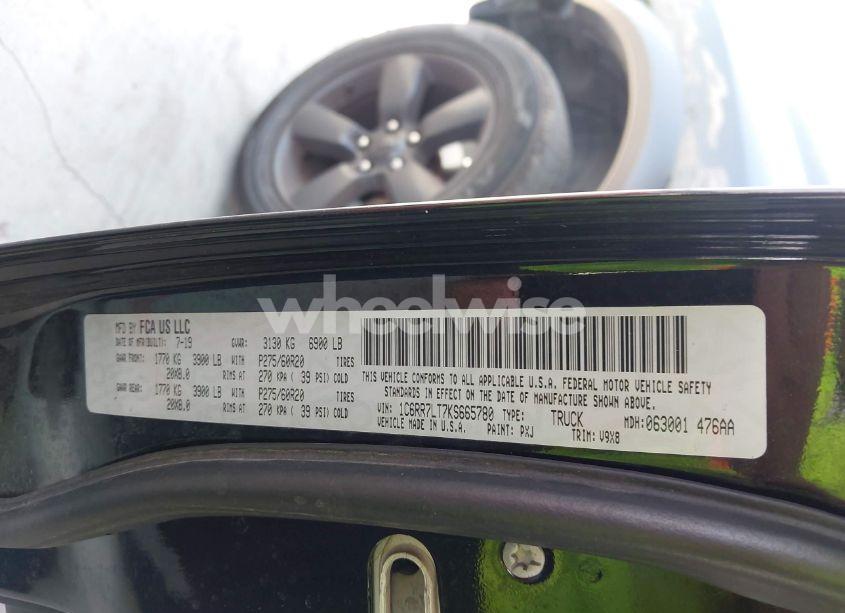 wheelwise
MFD BY FCA US LLC
DATE OF MFR(BUILT): 7-19 GVWR: 3130 KG 6900 LB
GAWR FRONT: 1770 KG 3900 LB WITH P275/60R20 TIRES
20X8.0 RIMS AT 270 KPA ( 39 PSI) COLD
GAWR REAR: 1770 KG 3900 LB WITH P275/60R20 TIRES
20X8.0 RIMS AT 270 KPA ( 39 PSI) COLD
THIS VEHICLE CONFORMS TO ALL APPLICABLE U.S.A. FEDERAL MOTOR VEHICLE SAFETY
STANDARDS IN EFFECT ON THE DATE OF MANUFACTURE SHOWN ABOVE.
VIN: 1C6RR7LT7KS665780 TYPE: TRUCK MDH:063001 476AA
VEHICLE MADE IN U.S.A. PAINT: PXJ TRIM: V9X8